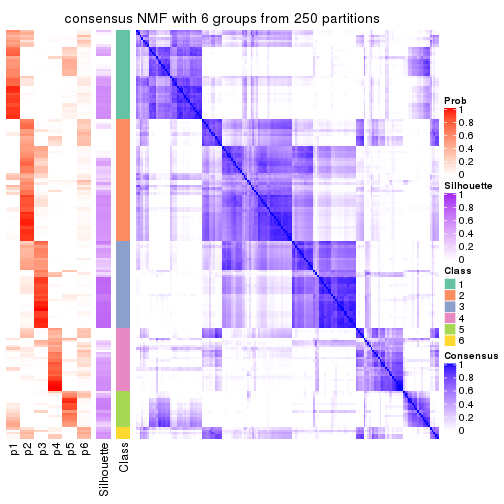 consensus NMF with 6 groups from 250 partitions
Prob
1
0.8
0.6
0.4
0.2
0
Silhouette
1
0.8
0.6
0.4
0.2
0
Class
1
2
3
4
5
6
Consensus
1
0.8
0.6
0.4
0.2
0
p1
p2
p3
p4
p5
p6
Silhouette
Class